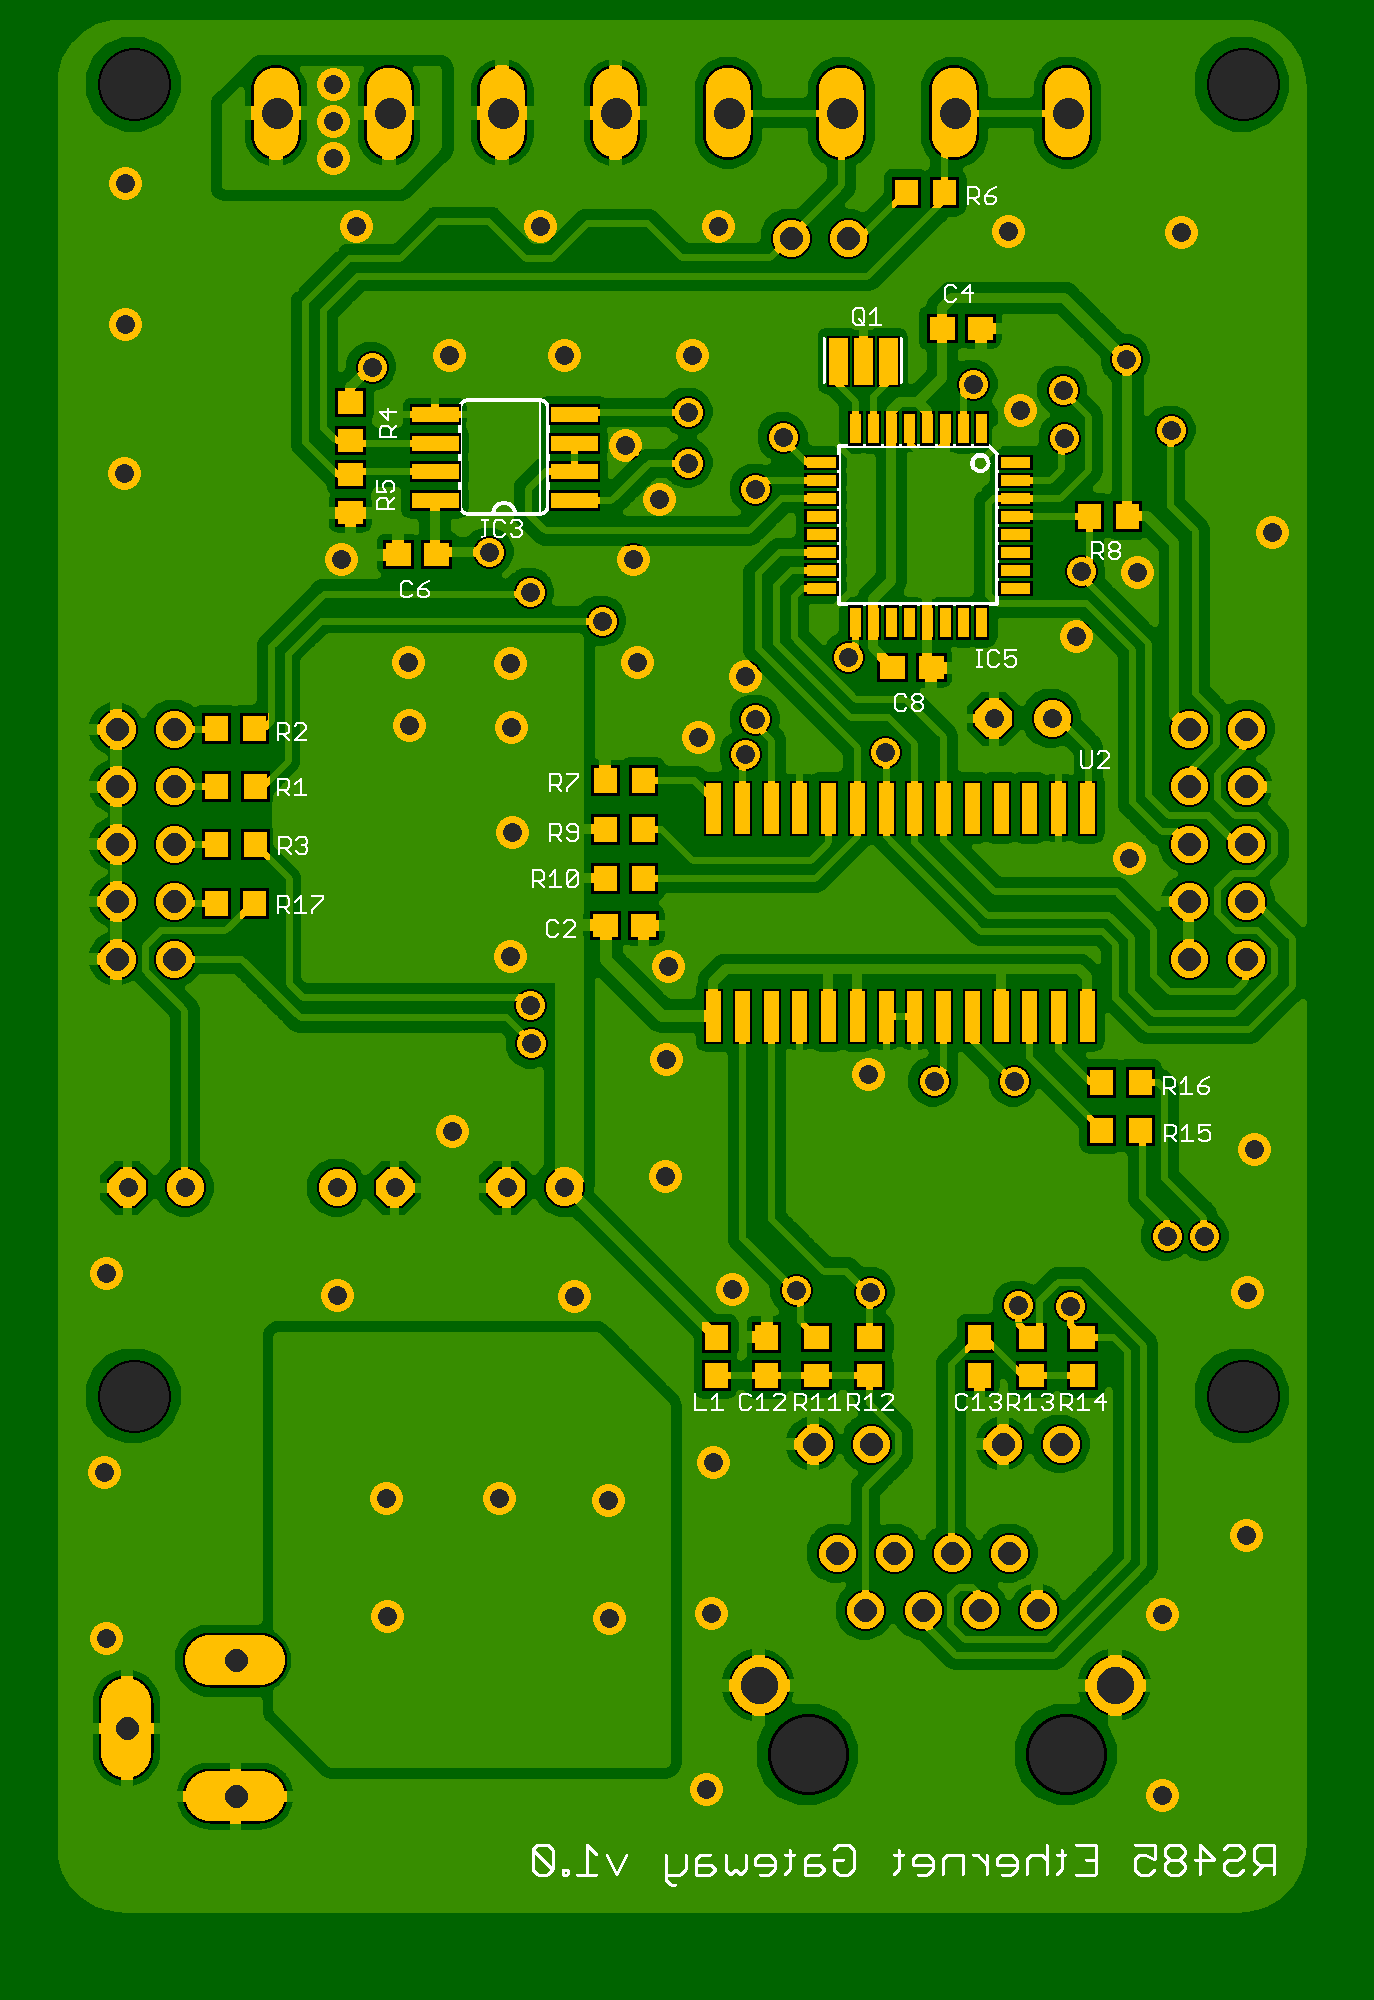 R6
C4
Q1
R4
R5
IC3
R8
C6
IC5
C8
R2
U2
R7
R1
R9
R3
R10
R17
C2
R16
R15
L1 C12 R11 R12 C13 R13 R14
RS485 Ethernet Gateway v1.0